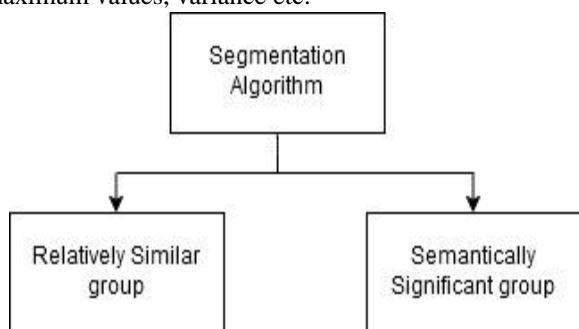 maximum values, variance etc.
Segmentation
Algorithm
Relatively Similar
group
Semantically
Significant group